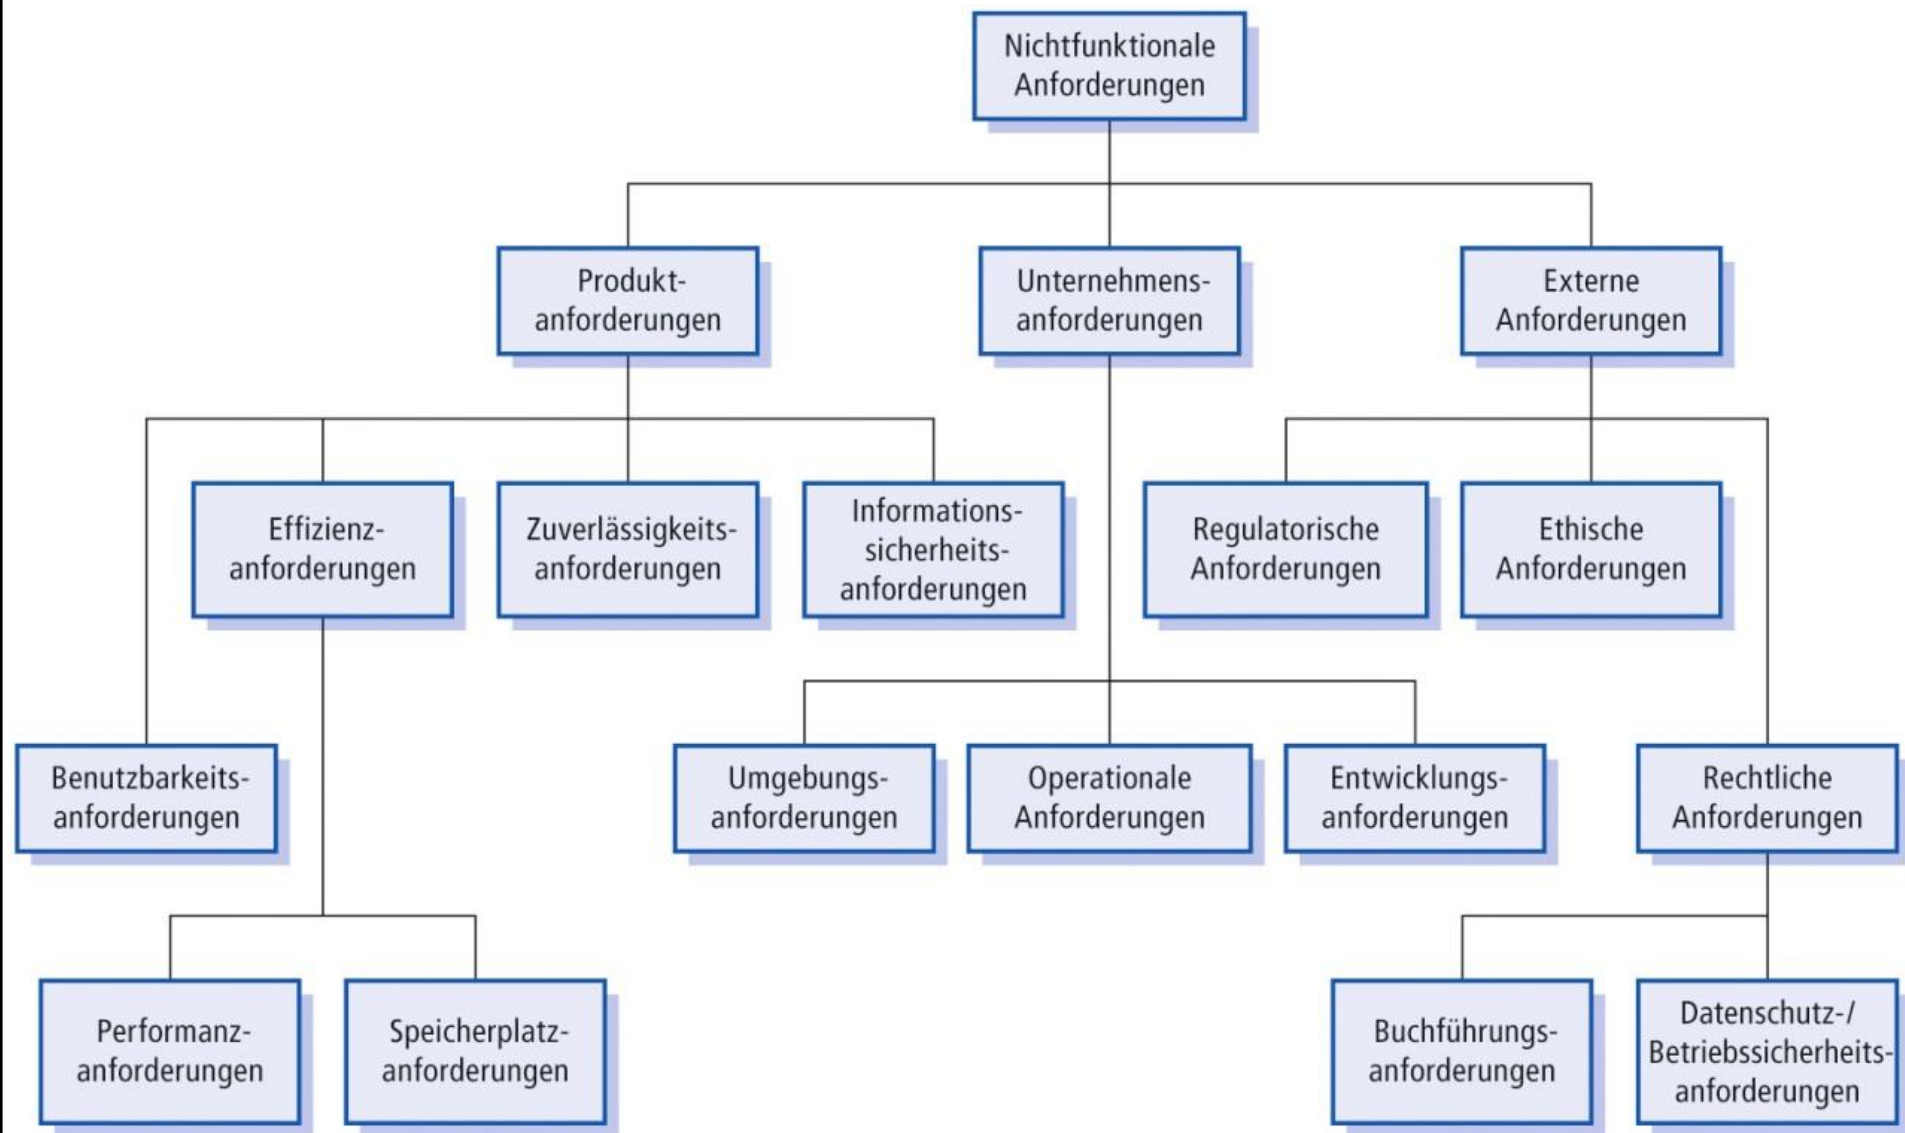 Nichtfunktionale
Anforderungen
Produkt-
anforderungen
Unternehmens-
anforderungen
Externe
Anforderungen
Effizienz-
anforderungen
Zuverlässigkeits-
anforderungen
Informations-
sicherheits-
anforderungen
Regulatorische
Anforderungen
Ethische
Anforderungen
Benutzbarkeits-
anforderungen
Umgebungs-
anforderungen
Operationale
Anforderungen
Entwicklungs-
anforderungen
Rechtliche
Anforderungen
Performanz-
anforderungen
Speicherplatz-
anforderungen
Buchführungs-
anforderungen
Datenschutz-/
Betriebssicherheits-
anforderungen